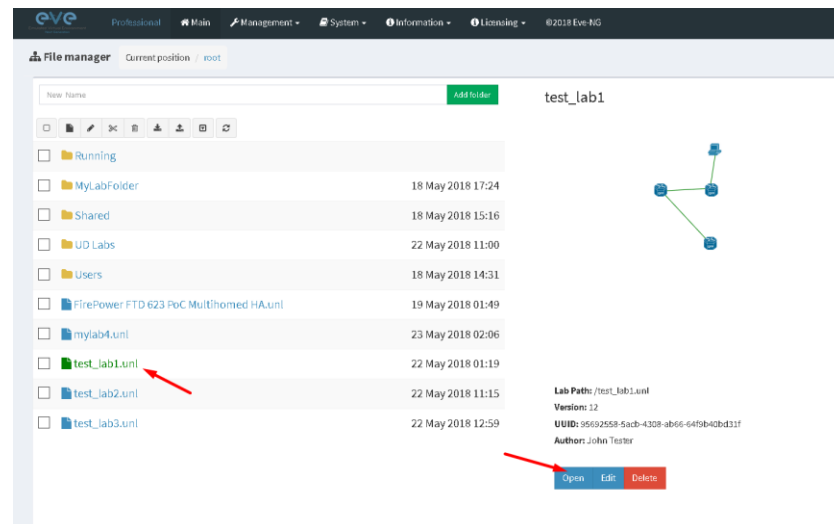 eve
Professional Main Management System Information Licensing ©2018 Eve-NG
File manager Current position / root
New Name Add folder
test_lab1
Running
MyLabFolder 18 May 2018 17:24
Shared 18 May 2018 15:16
UD Labs 22 May 2018 11:00
Users 18 May 2018 14:31
FirePower FTD 623 PoC Multihomed HA.unl 19 May 2018 01:49
mylab4.unl 23 May 2018 02:06
test_lab1.unl 22 May 2018 01:19
test_lab2.unl 22 May 2018 11:15
test_lab3.unl 22 May 2018 12:59
Lab Path: /test_lab1.unl
Version: 12
UUID: 95692558-5acb-4308-ab66-64f9b40bd31f
Author: John Tester
Open Edit Delete